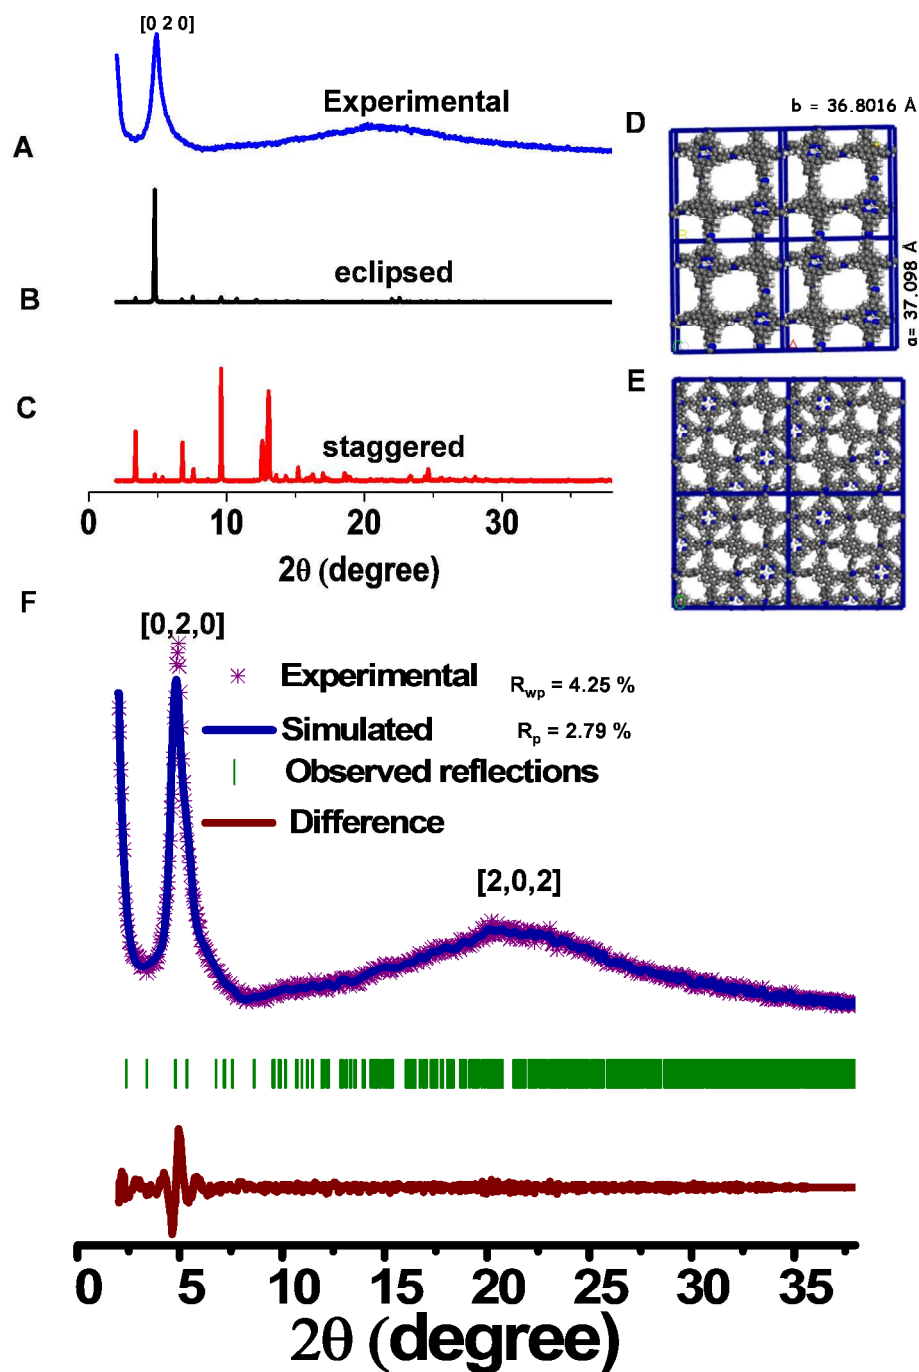 [0 2 0]
Experimental
A
eclipsed
B
C
staggered
0 10 20 30
2θ (degree)
b = 36.8016 Å
D
a= 37.098 Å
E
F
[0,2,0]
Experimental
R_wp = 4.25 %
Simulated
R_p = 2.79 %
Observed reflections
Difference
[2,0,2]
0 5 10 15 20 25 30 35
2θ (degree)